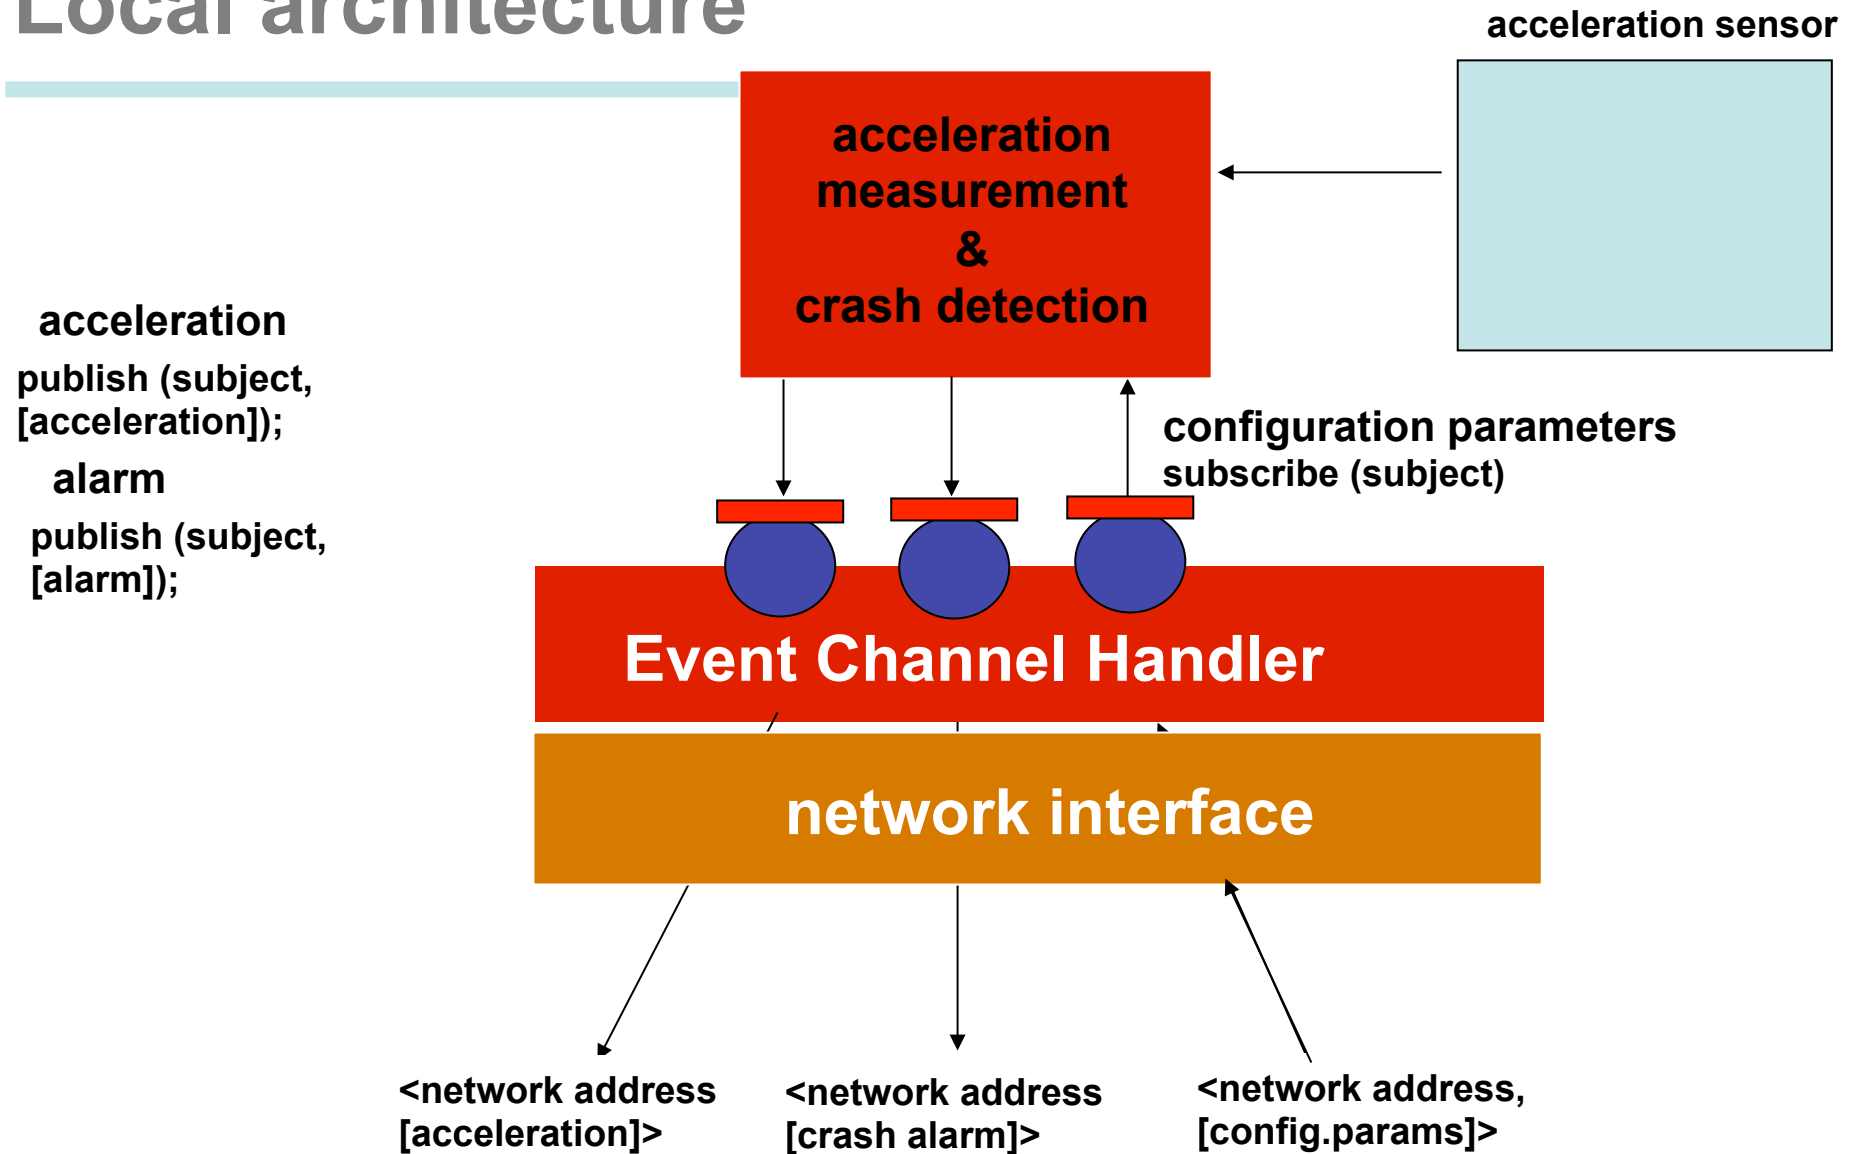 Local architecture
acceleration sensor
acceleration
measurement
&
crash detection
acceleration
publish (subject,
[acceleration]);
alarm
publish (subject,
[alarm]);
configuration parameters
subscribe (subject)
Event Channel Handler
network interface
<network address
[acceleration]>
<network address
[crash alarm]>
<network address,
[config.params]>